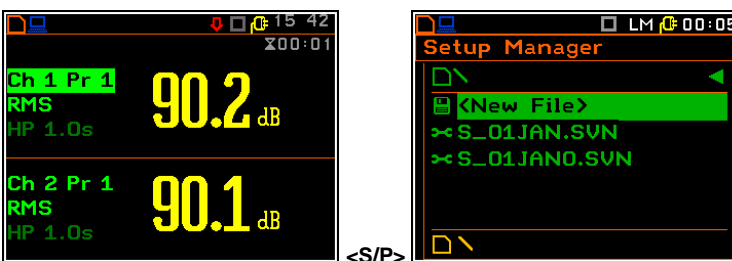 15 42
00:01
Ch 1 Pr 1
RMS
HP 1.0s
90.2 dB
Ch 2 Pr 1
RMS
HP 1.0s
90.1 dB
<S/P>
LM 00:05
Setup Manager
\
<New File>
S_01JAN.SVN
S_01JAN0.SVN
\